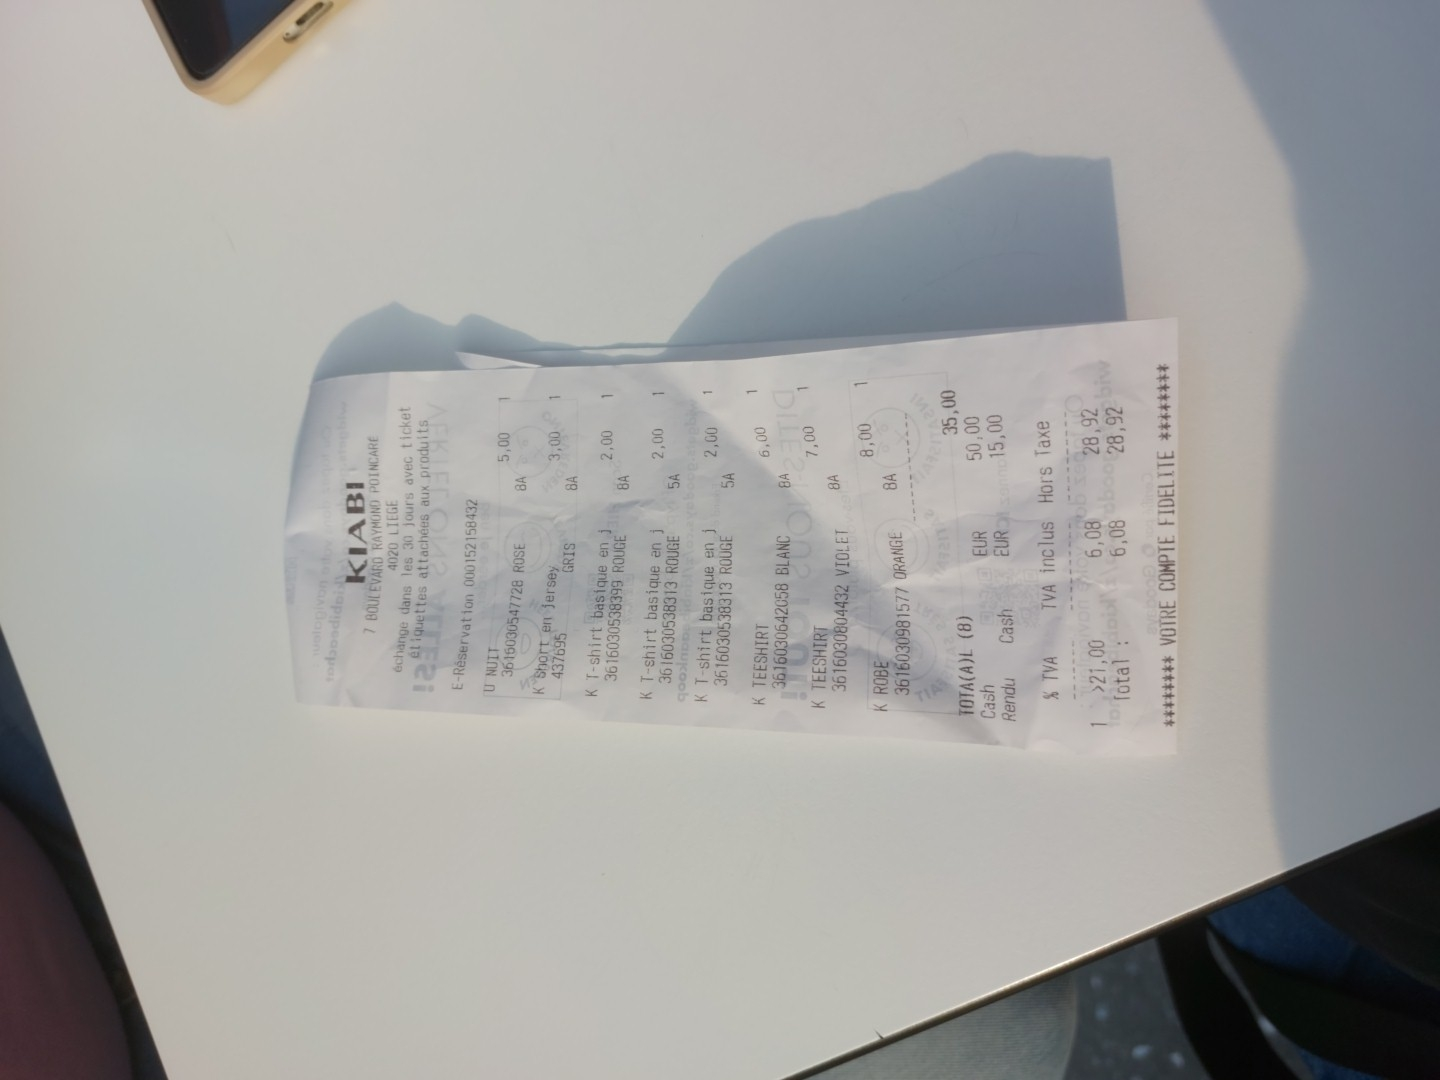 KIABI
7 BOULEVARD RAYMOND POINCARE
4020 LIEGE
échange dans les 30 jours avec ticket
étiquettes attachées aux produits
E-Réservation 000152158432
U NUIT 5,00 1
3616030547728 ROSE 8A
K Short en jersey 3,00 1
437695 GRIS 8A
K T-shirt basique en j 2,00 1
3616030538399 ROUGE 8A
K T-shirt basique en j 2,00 1
3616030538313 ROUGE 5A
K T-shirt basique en j 2,00 1
3616030538313 ROUGE 5A
K TEESHIRT 6,00 1
3616030642058 BLANC 8A
K TEESHIRT 7,00 1
3616030804432 VIOLET 8A
K ROBE 8,00 1
3616030981577 ORANGE 8A
TOTA(A)L (8) 35,00
Cash EUR 50,00
Rendu Cash EUR 15,00
% TVA TVA inclus Hors Taxe
1 >21,00 6,08 28,92
Total : 6,08 28,92
******** VOTRE COMPTE FIDELITE ********